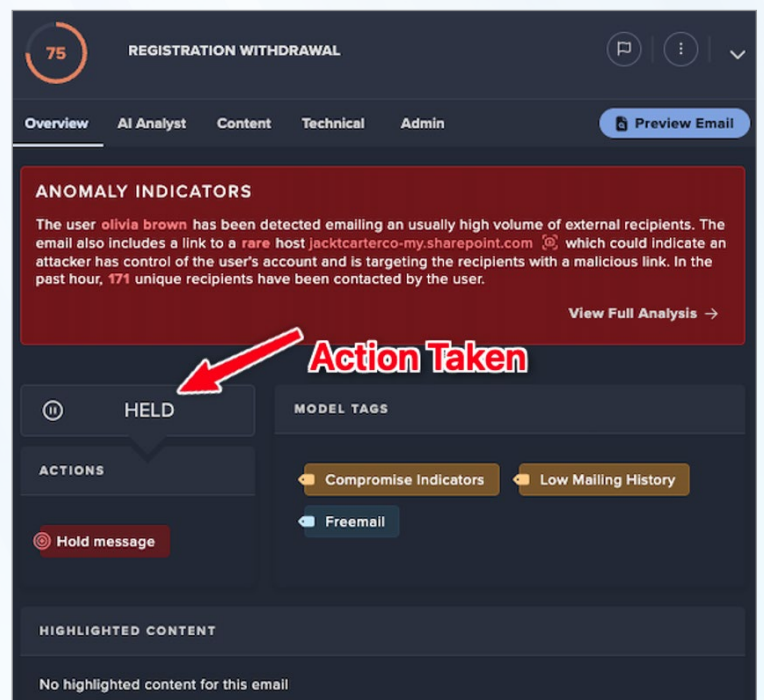 75
REGISTRATION WITHDRAWAL
Overview
AI Analyst
Content
Technical
Admin
Preview Email
ANOMALY INDICATORS
The user olivia brown has been detected emailing an usually high volume of external recipients. The
email also includes a link to a rare host jacktcarterco-my.sharepoint.com which could indicate an
attacker has control of the user's account and is targeting the recipients with a malicious link. In the
past hour, 171 unique recipients have been contacted by the user.
View Full Analysis →
Action Taken
HELD
MODEL TAGS
ACTIONS
Compromise Indicators
Low Mailing History
Freemail
Hold message
HIGHLIGHTED CONTENT
No highlighted content for this email